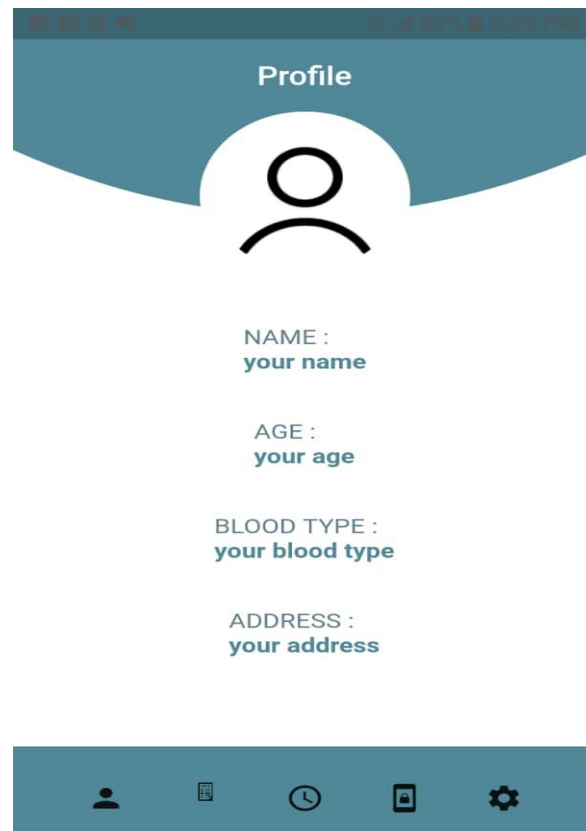 Profile
NAME :
your name
AGE :
your age
BLOOD TYPE :
your blood type
ADDRESS :
your address